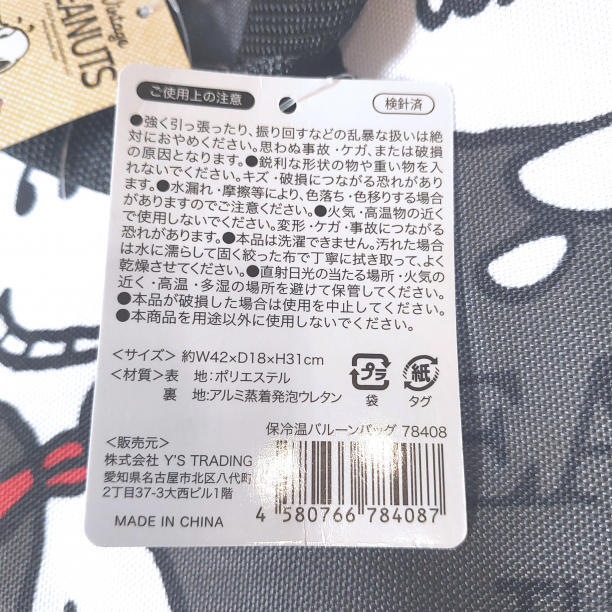 Vintage
PEANUTS
ご使用上の注意
検針済
●強く引っ張ったり、振り回すなどの乱暴な扱いは絶
対におやめください。思わぬ事故・ケガ、または破損
の原因となります。●鋭利な形状の物や重い物を入
れないでください。キズ・破損につながる恐れがあり
ます。●水漏れ・摩擦等により、色落ち・色移りする場合
がありますのでご注意ください。●火気・高温物の近く
で使用しないでください。変形・ケガ・事故につながる
恐れがあります。●本品は洗濯できません。汚れた場合
は水に濡らして固く絞った布で丁寧に拭き取って、よく
乾燥させてください。●直射日光の当たる場所・火気の
近く・高温・多湿の場所を避けて保管してください。
●本品が破損した場合は使用を中止してください。
●本商品を用途以外に使用しないでください。
<サイズ> 約W42×D18×H31cm
<材質> 表 地:ポリエステル
裏 地:アルミ蒸着発泡ウレタン
プラ
袋
紙
タグ
保冷温バルーンバッグ 78408
<販売元>
株式会社 Y'S TRADING
愛知県名古屋市北区八代町
2丁目37-3大西ビル1階
MADE IN CHINA
4 580766 784087